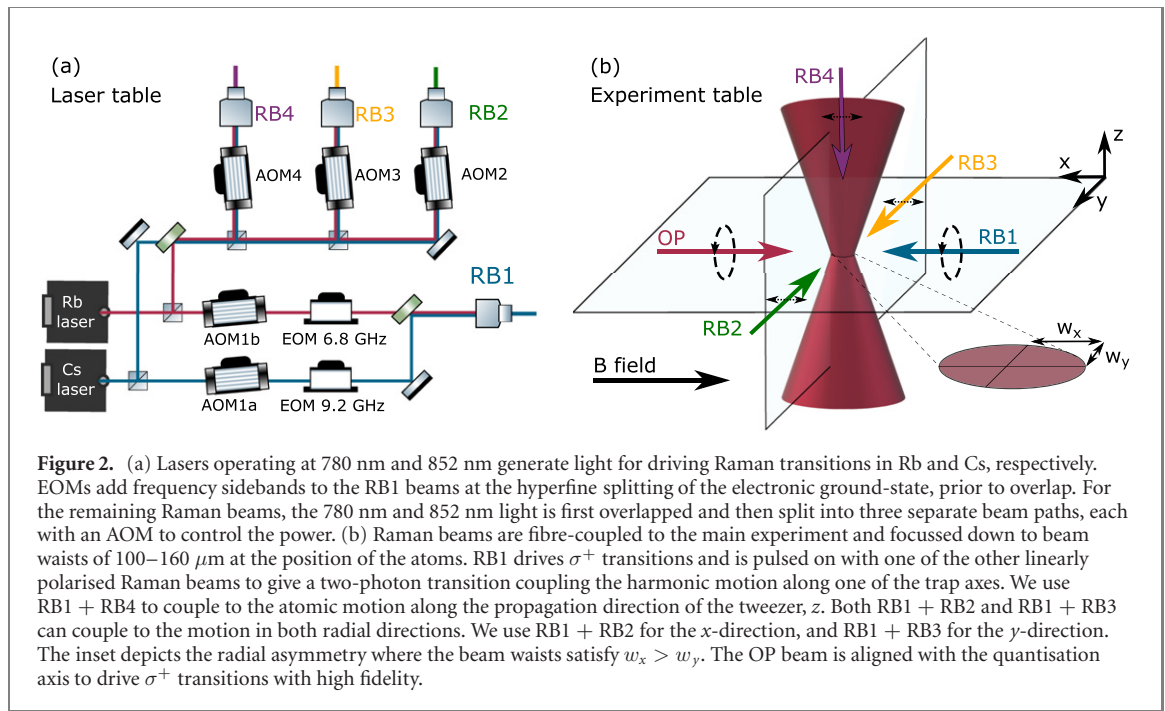 (a)
Laser table
RB4
RB3
RB2
AOM4
AOM3
AOM2
RB1
Rb
laser
AOM1b
EOM 6.8 GHz
Cs
laser
AOM1a
EOM 9.2 GHz
(b)
Experiment table
RB4
z
x
y
RB3
OP
RB1
RB2
B field
wx
wy
Figure 2. (a) Lasers operating at 780 nm and 852 nm generate light for driving Raman transitions in Rb and Cs, respectively.
EOMs add frequency sidebands to the RB1 beams at the hyperfine splitting of the electronic ground-state, prior to overlap. For
the remaining Raman beams, the 780 nm and 852 nm light is first overlapped and then split into three separate beam paths, each
with an AOM to control the power. (b) Raman beams are fibre-coupled to the main experiment and focussed down to beam
waists of 100–160 μm at the position of the atoms. RB1 drives σ+ transitions and is pulsed on with one of the other linearly
polarised Raman beams to give a two-photon transition coupling the harmonic motion along one of the trap axes. We use
RB1 + RB4 to couple to the atomic motion along the propagation direction of the tweezer, z. Both RB1 + RB2 and RB1 + RB3
can couple to the motion in both radial directions. We use RB1 + RB2 for the x-direction, and RB1 + RB3 for the y-direction.
The inset depicts the radial asymmetry where the beam waists satisfy wx > wy. The OP beam is aligned with the quantisation
axis to drive σ+ transitions with high fidelity.